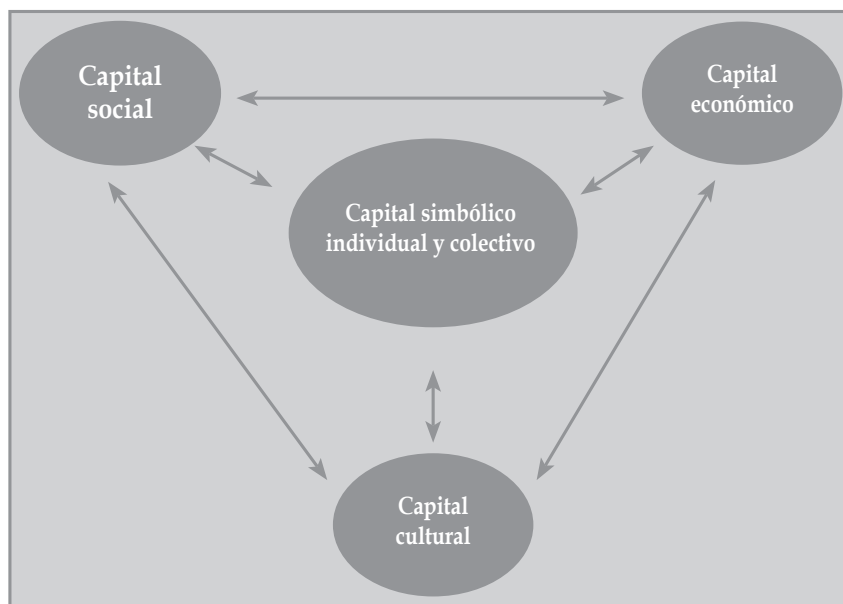 Capital
social
Capital
económico
Capital simbólico
individual y colectivo
Capital
cultural